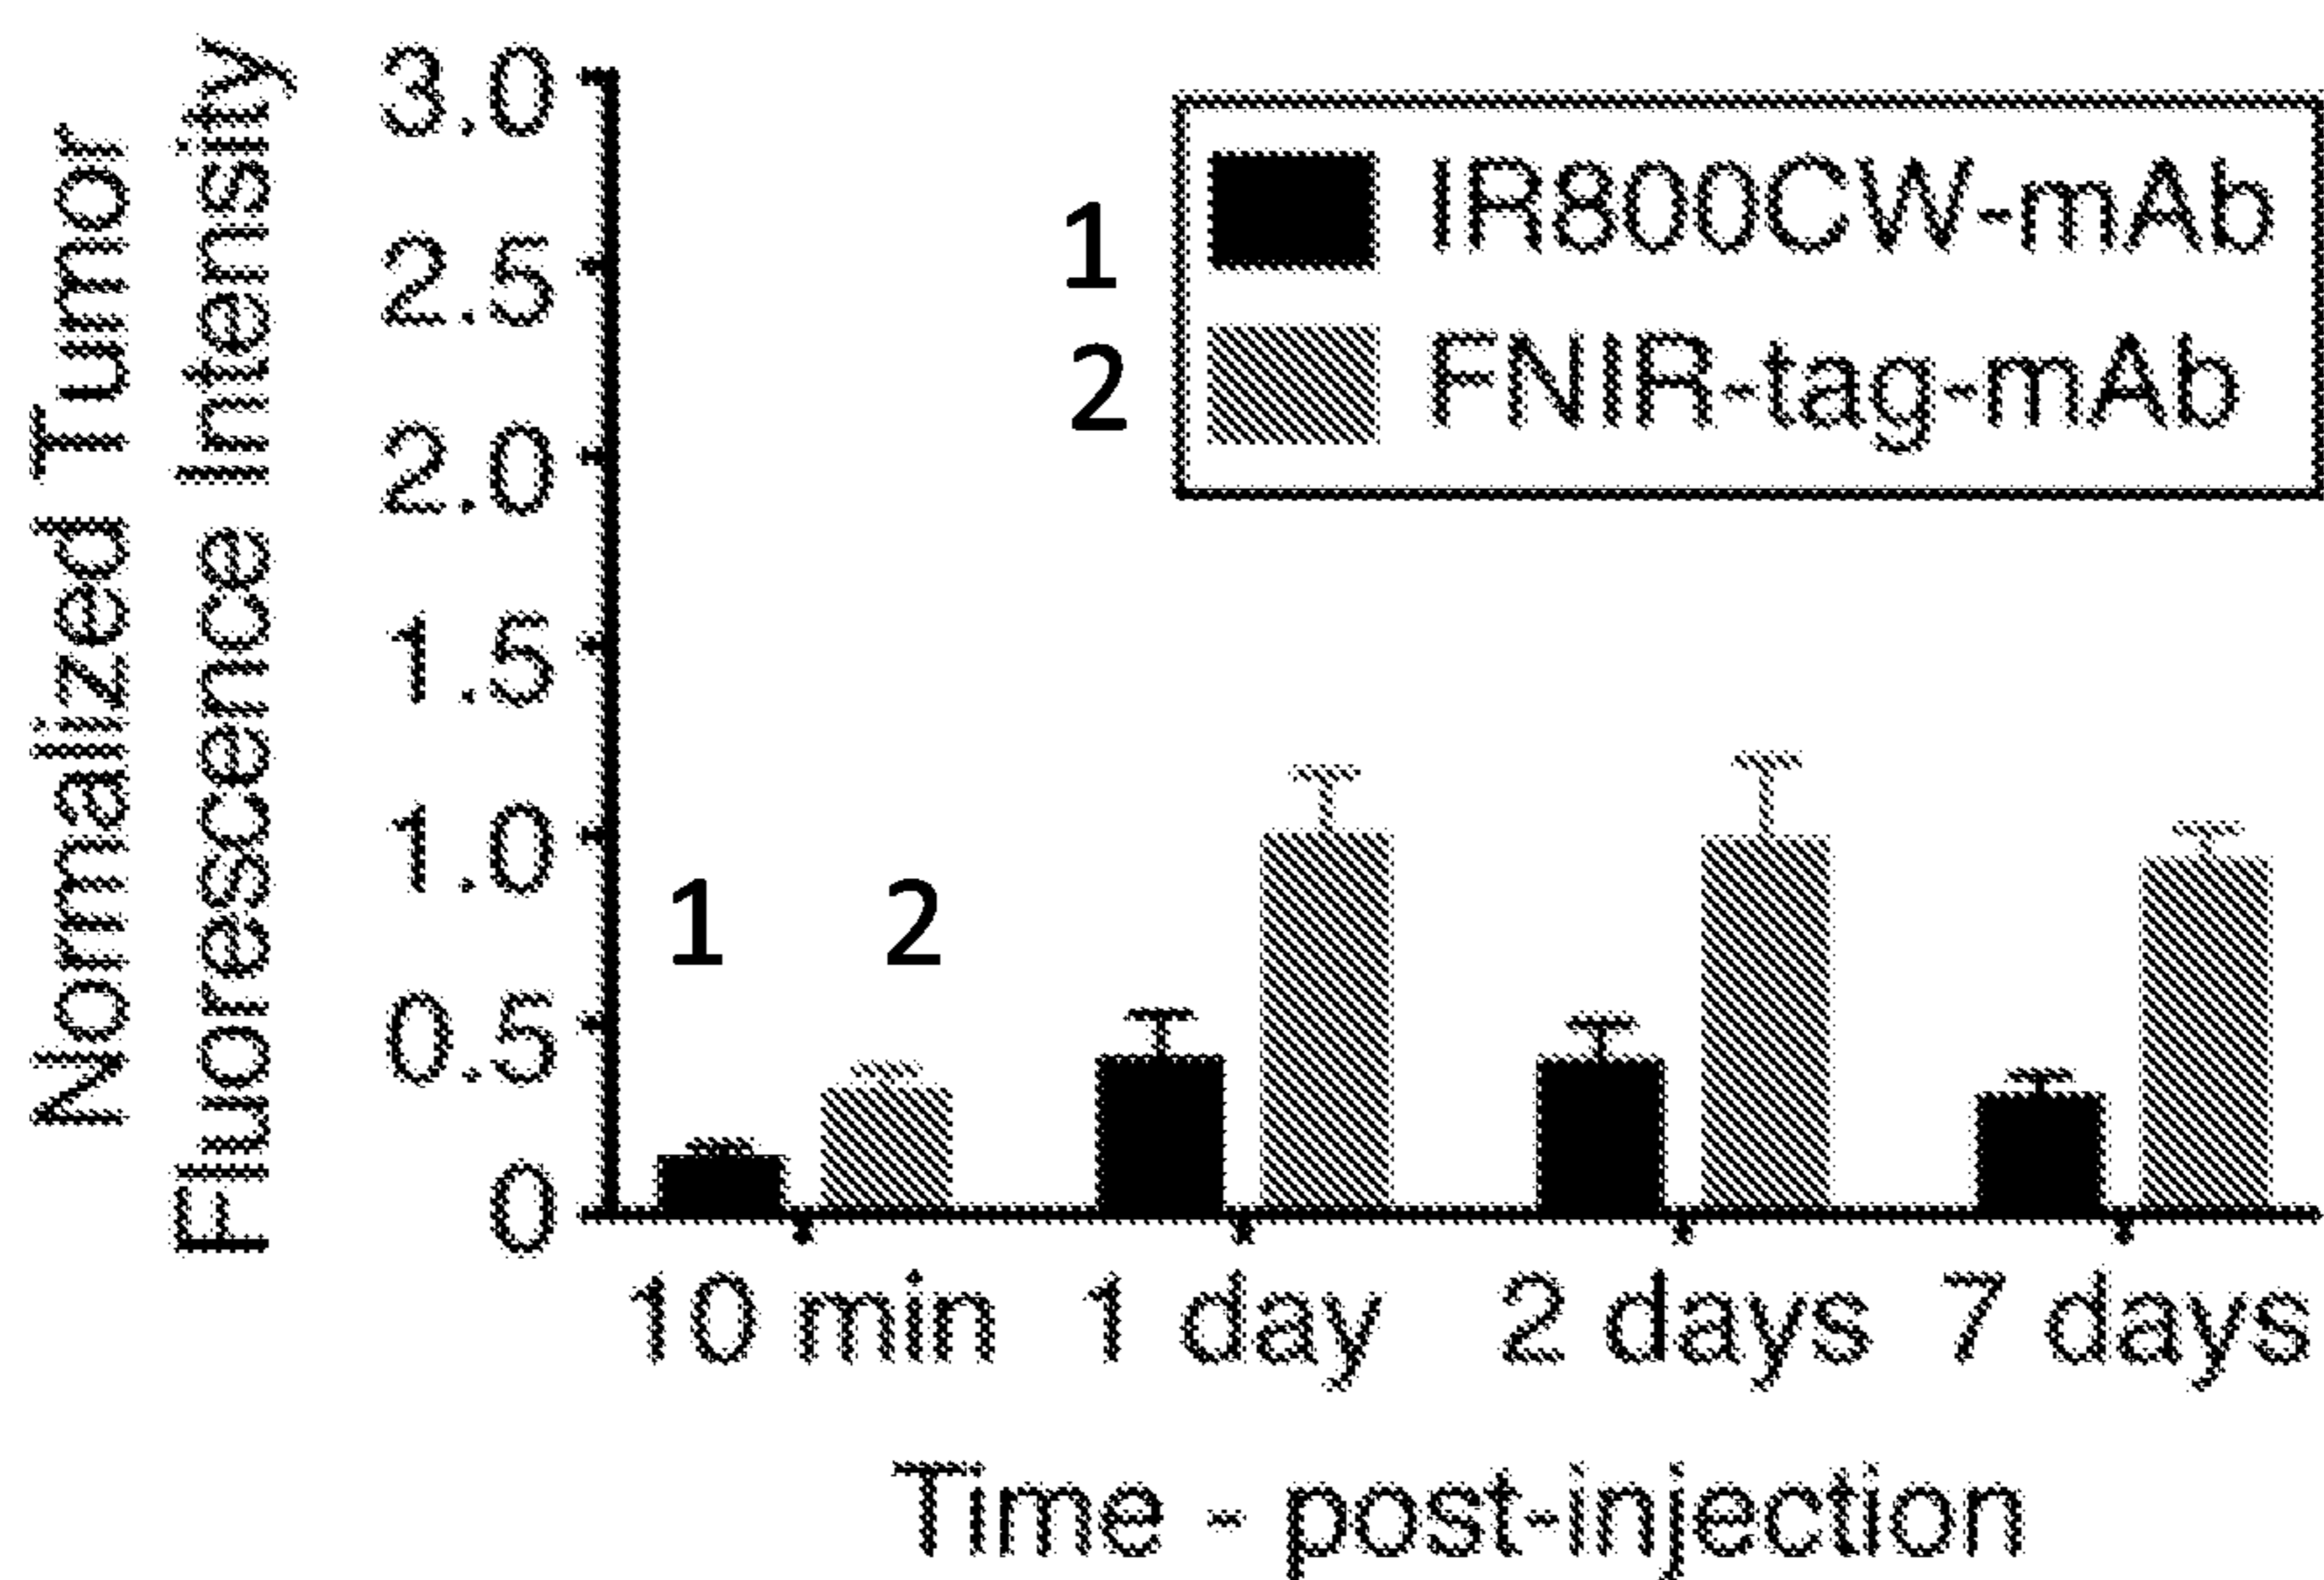 Normalized Tumor
Fluorescence Intensity
3.0
2.5
2.0
1.5
1.0
0.5
0
1 IR800CW-mAb
2 FNIR-tag-mAb
1 2
10 min 1 day 2 days 7 days
Time - post-injection